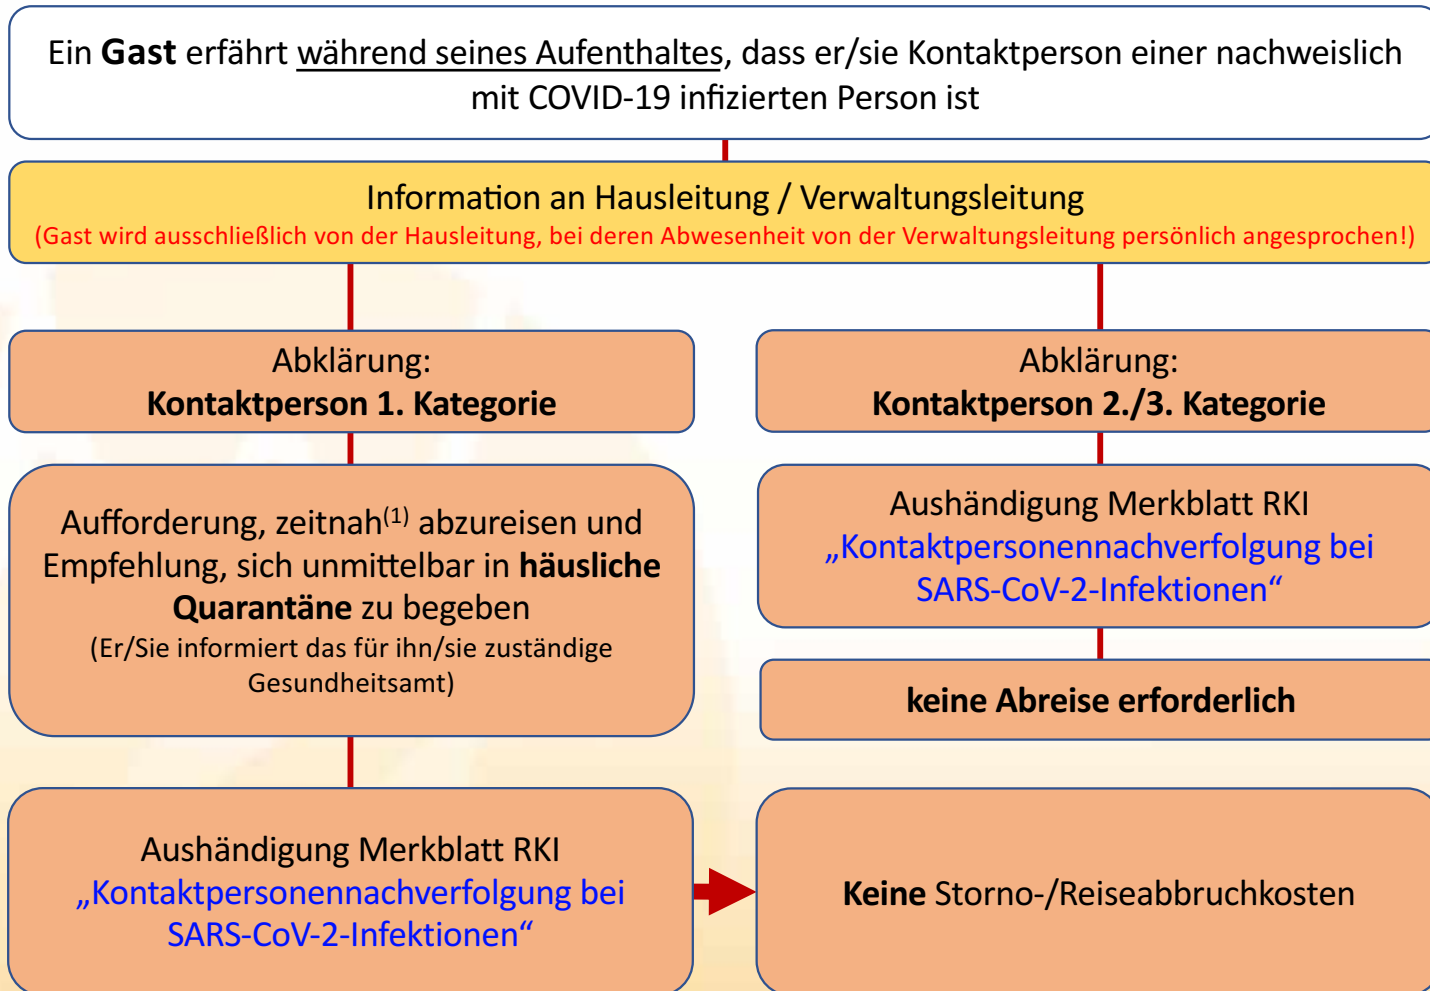 Ein Gast erfährt während seines Aufenthaltes, dass er/sie Kontaktperson einer nachweislich
mit COVID-19 infizierten Person ist
Information an Hausleitung / Verwaltungsleitung
(Gast wird ausschließlich von der Hausleitung, bei deren Abwesenheit von der Verwaltungsleitung persönlich angesprochen!)
Abklärung:
Kontaktperson 1. Kategorie
Aufforderung, zeitnah(1) abzureisen und
Empfehlung, sich unmittelbar in häusliche
Quarantäne zu begeben
(Er/Sie informiert das für ihn/sie zuständige
Gesundheitsamt)
Aushändigung Merkblatt RKI
„Kontaktpersonennachverfolgung bei
SARS-CoV-2-Infektionen“
Abklärung:
Kontaktperson 2./3. Kategorie
Aushändigung Merkblatt RKI
„Kontaktpersonennachverfolgung bei
SARS-CoV-2-Infektionen“
keine Abreise erforderlich
Keine Storno-/Reiseabbruchkosten